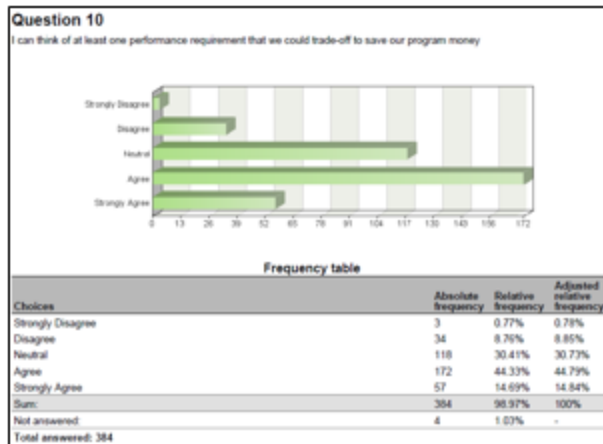 Question 10
I can think of at least one performance requirement that we could trade-off to save our program money
Strongly Disagree
Disagree
Neutral
Agree
Strongly Agree
0 13 26 39 52 65 78 91 104 117 130 143 156 172
Frequency table
Choices Absolute frequency Relative frequency Adjusted relative frequency
Strongly Disagree 3 0.77% 0.78%
Disagree 34 8.76% 8.85%
Neutral 118 30.41% 30.73%
Agree 172 44.33% 44.79%
Strongly Agree 57 14.69% 14.84%
Sum: 384 98.97% 100%
Not answered: 4 1.03% -
Total answered: 384